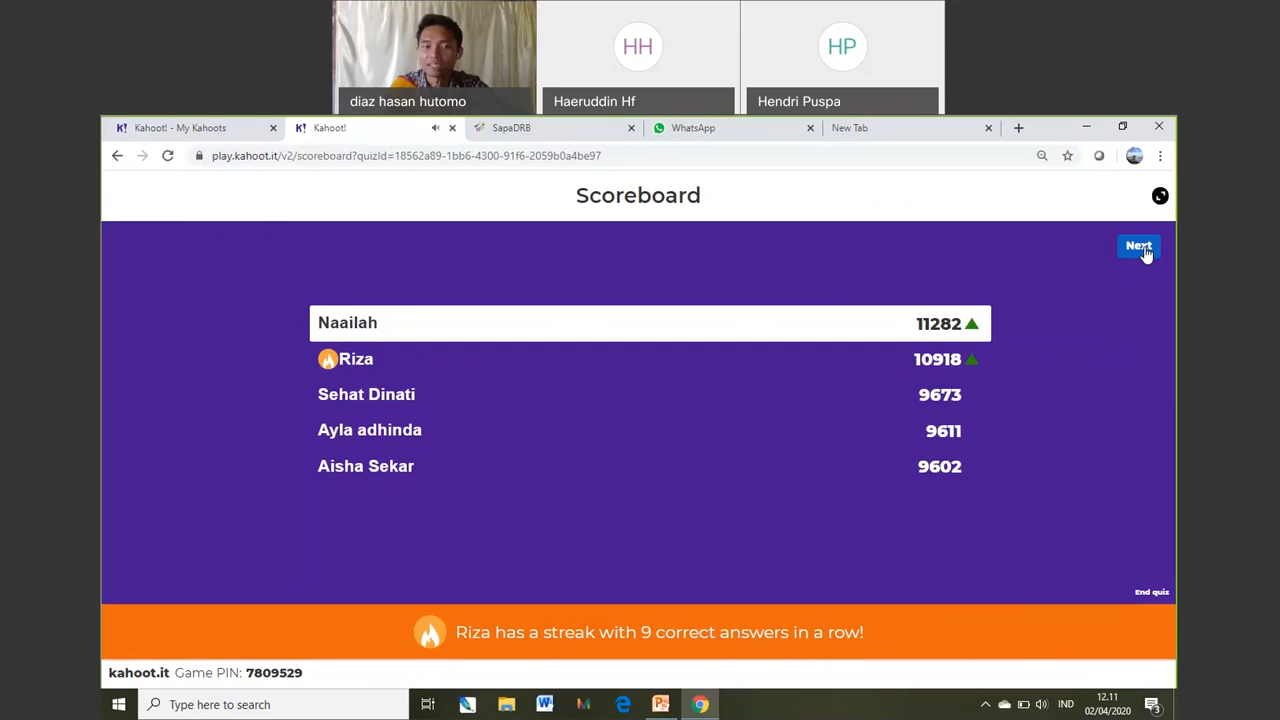 HH
HP
diaz hasan hutomo
Haeruddin Hf
Hendri Puspa
Kahoot! - My Kahoots
Kahoot!
SapaDRB
WhatsApp
New Tab
play.kahoot.it/v2/scoreboard?quizId=18562a89-1bb6-4300-91f6-2059b0a4be97
Scoreboard
Next
Naailah 11282
Riza 10918
Sehat Dinati 9673
Ayla adhinda 9611
Aisha Sekar 9602
End quiz
Riza has a streak with 9 correct answers in a row!
kahoot.it Game PIN: 7809529
Type here to search
IND
12.11
02/04/2020
3